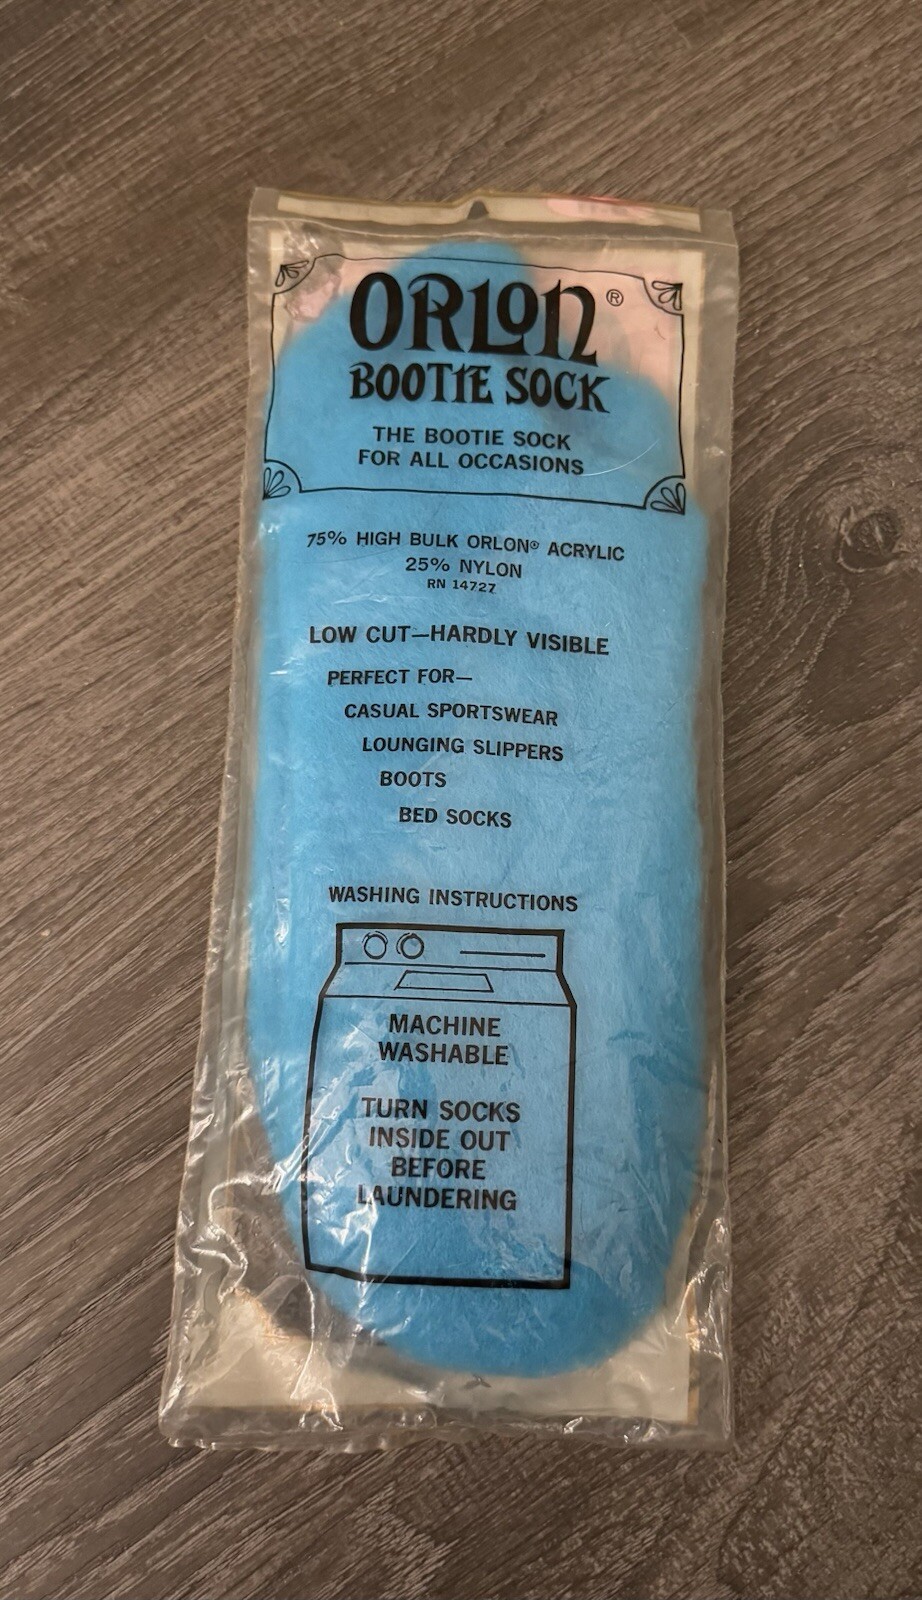 ORLON®
BOOTIE SOCK
THE BOOTIE SOCK
FOR ALL OCCASIONS
75% HIGH BULK ORLON® ACRYLIC
25% NYLON
RN 14727
LOW CUT—HARDLY VISIBLE
PERFECT FOR—
CASUAL SPORTSWEAR
LOUNGING SLIPPERS
BOOTS
BED SOCKS
WASHING INSTRUCTIONS
MACHINE
WASHABLE
TURN SOCKS
INSIDE OUT
BEFORE
LAUNDERING